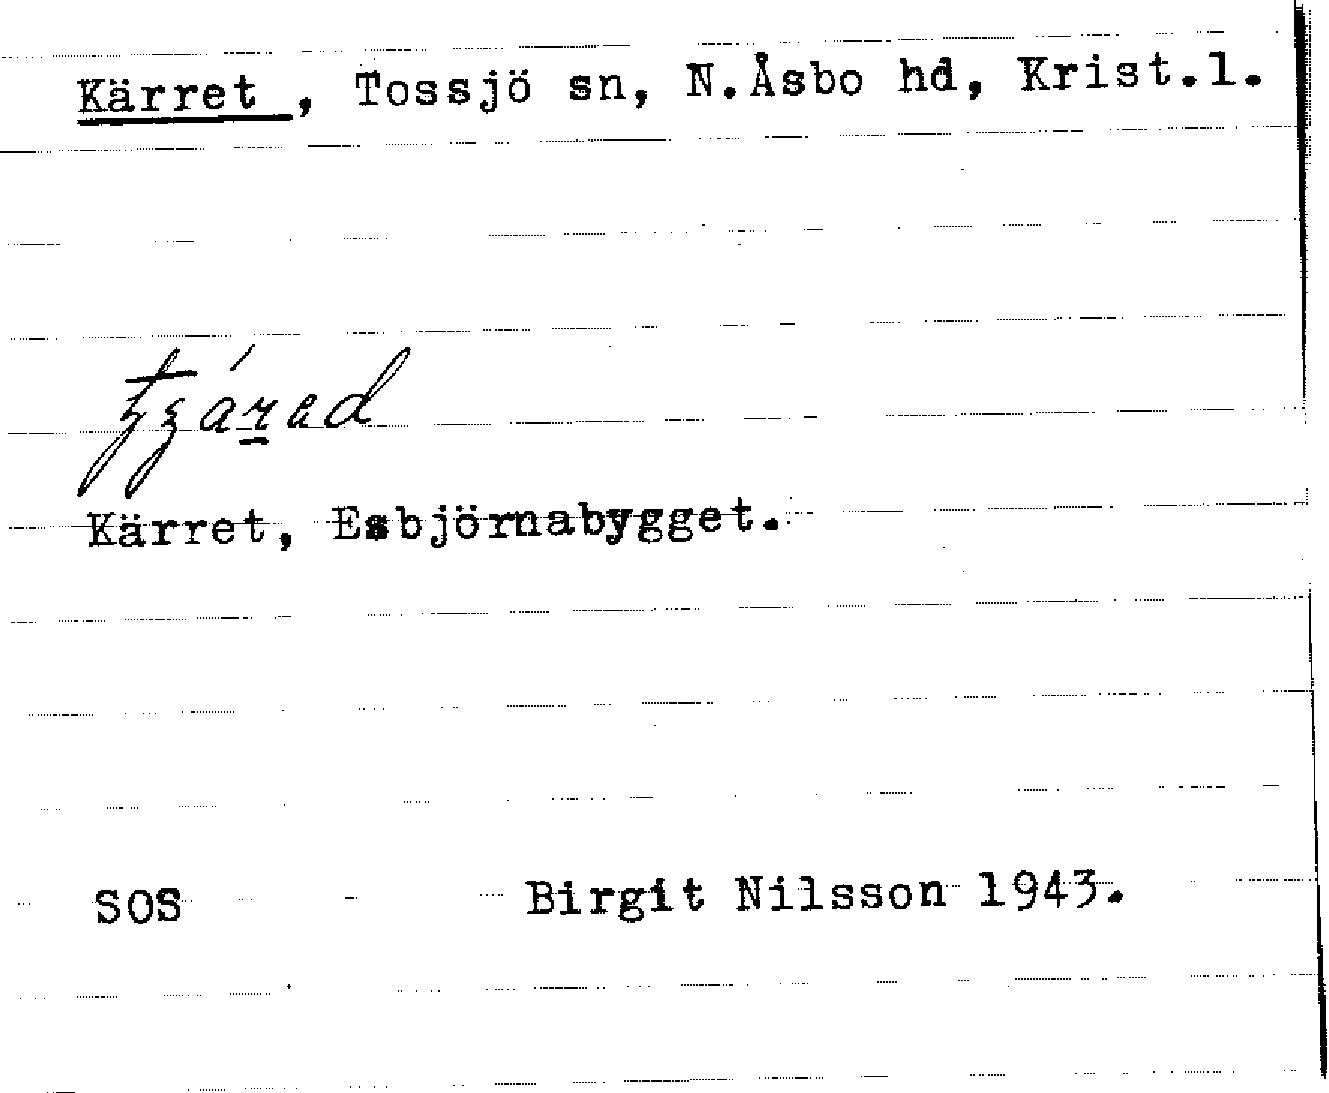 Kärret , Tossjö sn, N.Åsbo hd, Krist.l.
Kärret, Esbjörnabygget.
SOS Birgit Nilsson 1943.